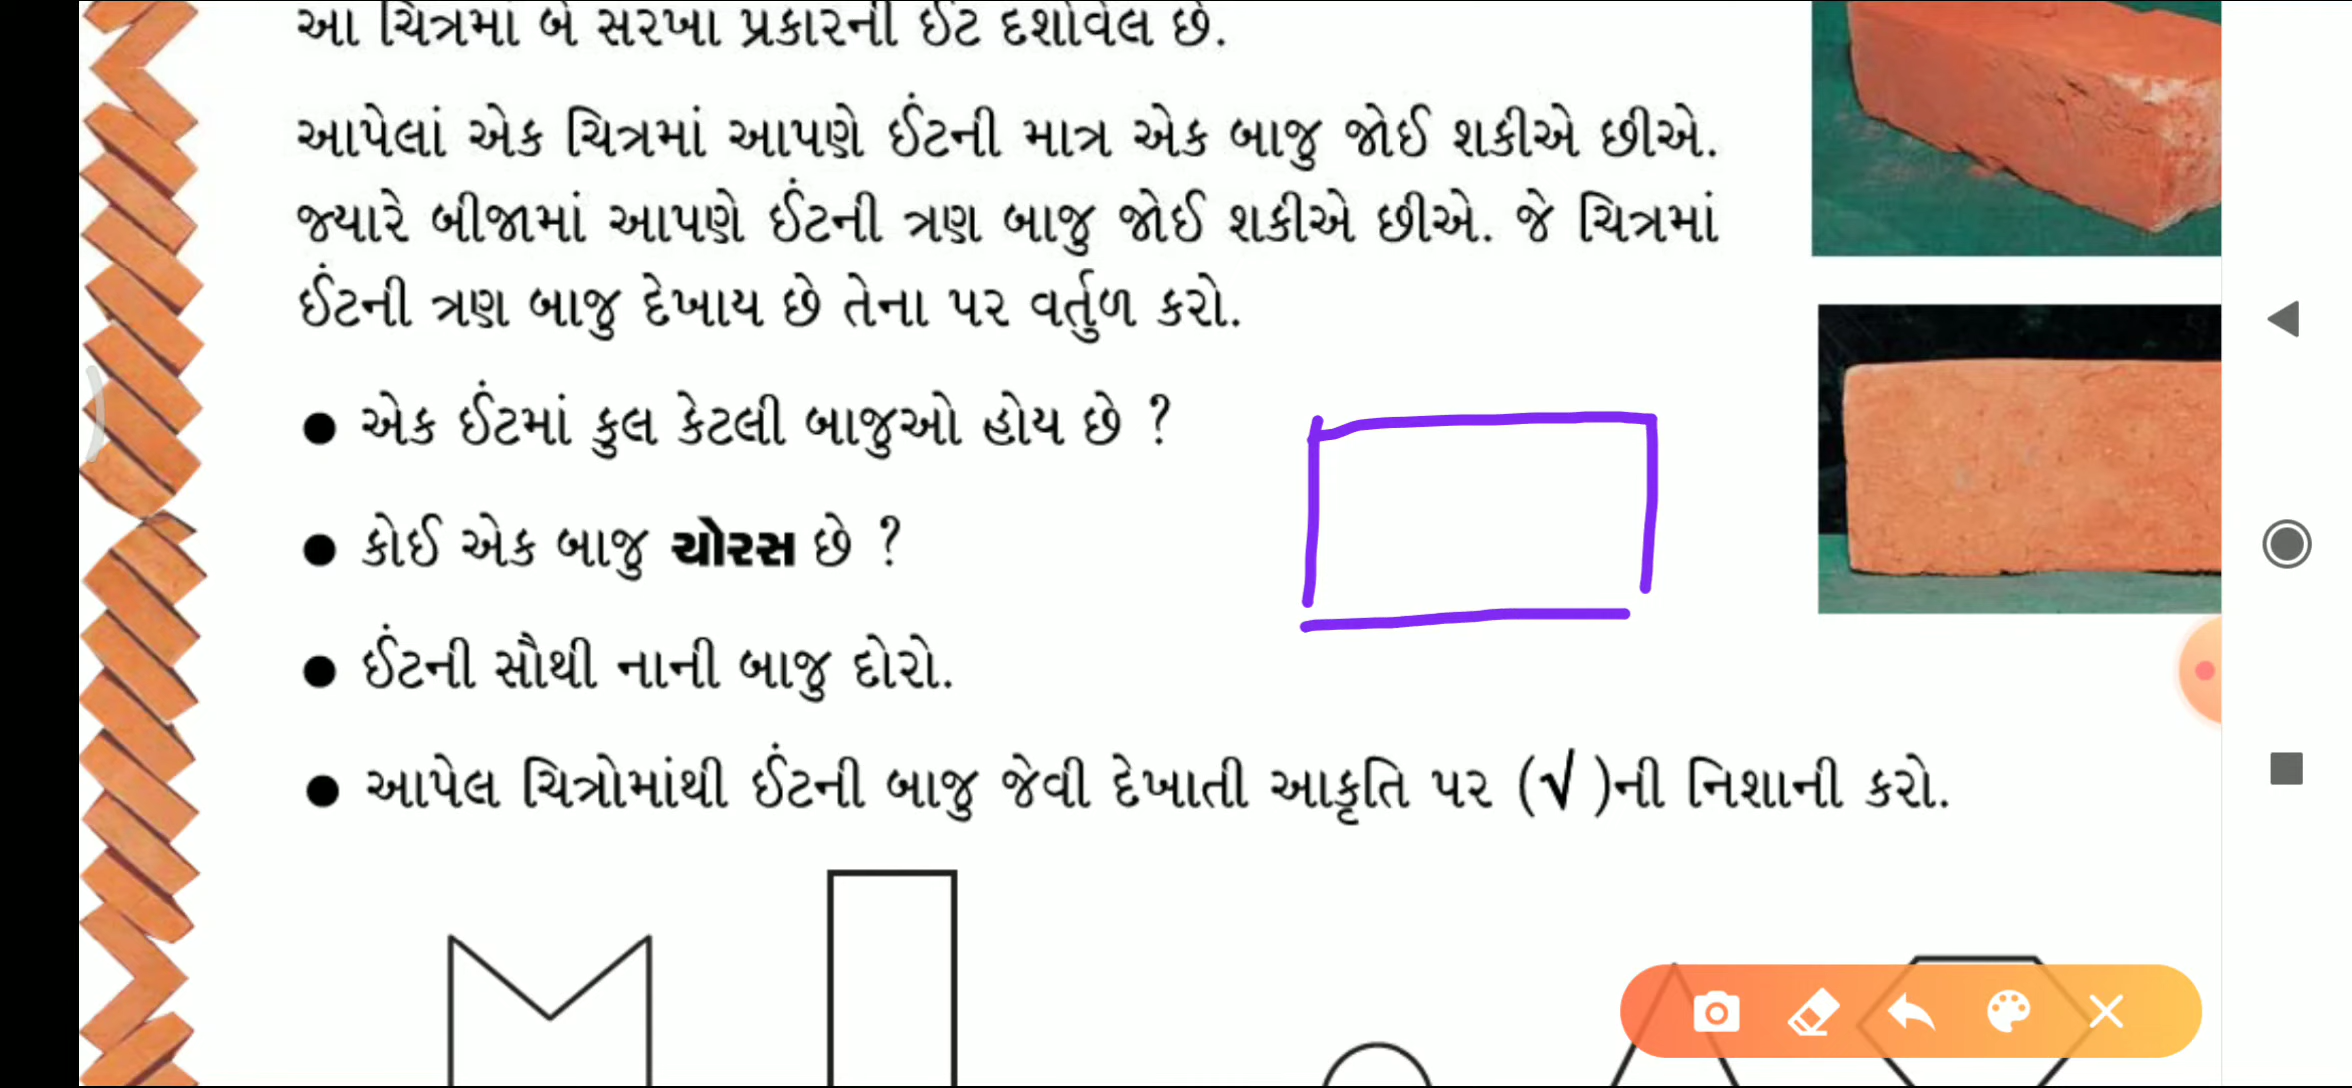 આ ચિત્રમાં બે સરખા પ્રકારની ઈંટ દર્શાવેલ છે.
આપેલાં એક ચિત્રમાં આપણે ઈંટની માત્ર એક બાજુ જોઈ શકીએ છીએ.
જ્યારે બીજામાં આપણે ઈંટની ત્રણ બાજુ જોઈ શકીએ છીએ. જે ચિત્રમાં
ઈંટની ત્રણ બાજુ દેખાય છે તેના પર વર્તુળ કરો.
● એક ઈંટમાં કુલ કેટલી બાજુઓ હોય છે ?
● કોઈ એક બાજુ ચોરસ છે ?
● ઈંટની સૌથી નાની બાજુ દોરો.
● આપેલ ચિત્રોમાંથી ઈંટની બાજુ જેવી દેખાતી આકૃતિ પર (√ )ની નિશાની કરો.